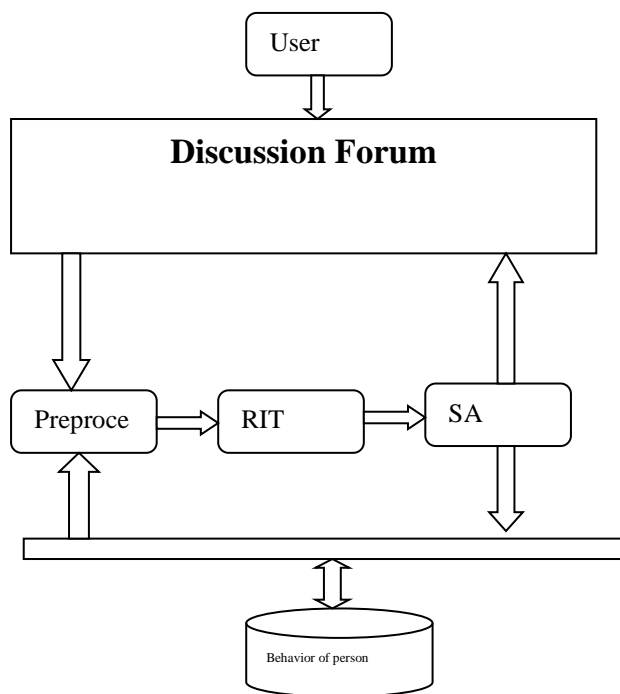 User
Discussion Forum
Preproce
RIT
SA
Behavior of person